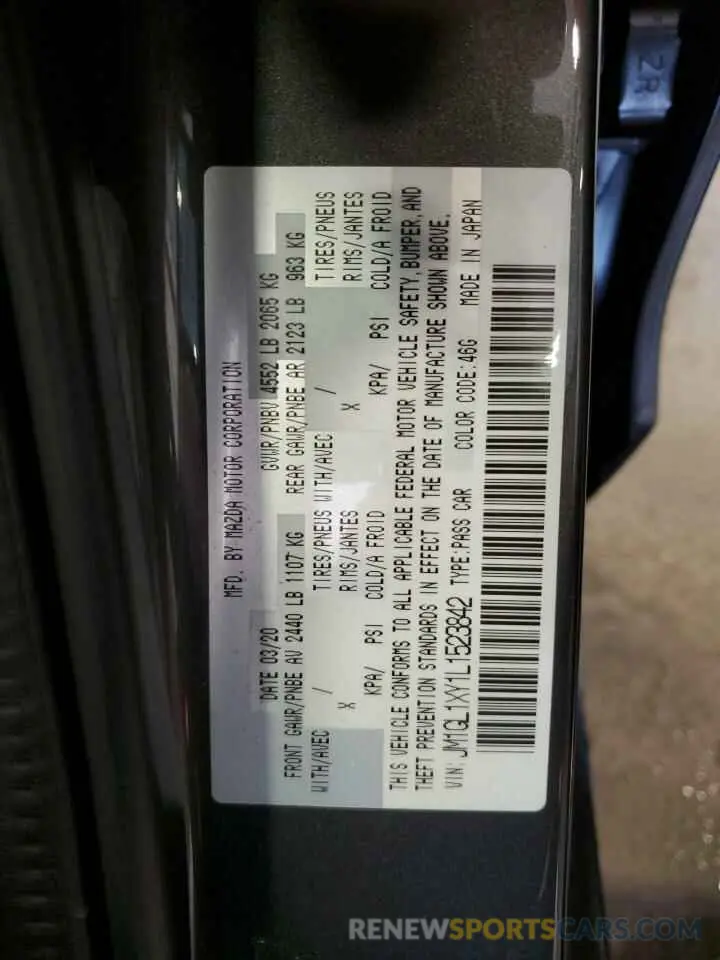 MFD. BY MAZDA MOTOR CORPORATION
DATE 03/20 GVWR/PNBV 4552 LB 2065 KG
FRONT GAWR/PNBE AV 2440 LB 1107 KG REAR GAWR/PNBE AR 2123 LB 963 KG
WITH/AVEC / TIRES/PNEUS WITH/AVEC / TIRES/PNEUS
X RIMS/JANTES X RIMS/JANTES
KPA/ PSI COLD/A FROID KPA/ PSI COLD/A FROID
THIS VEHICLE CONFORMS TO ALL APPLICABLE FEDERAL MOTOR VEHICLE SAFETY, BUMPER, AND
THEFT PREVENTION STANDARDS IN EFFECT ON THE DATE OF MANUFACTURE SHOWN ABOVE.
VIN: JM1GL1XY1L1523842 TYPE: PASS CAR COLOR CODE: 46G MADE IN JAPAN
2R
RENEWSPORTSCARS.COM